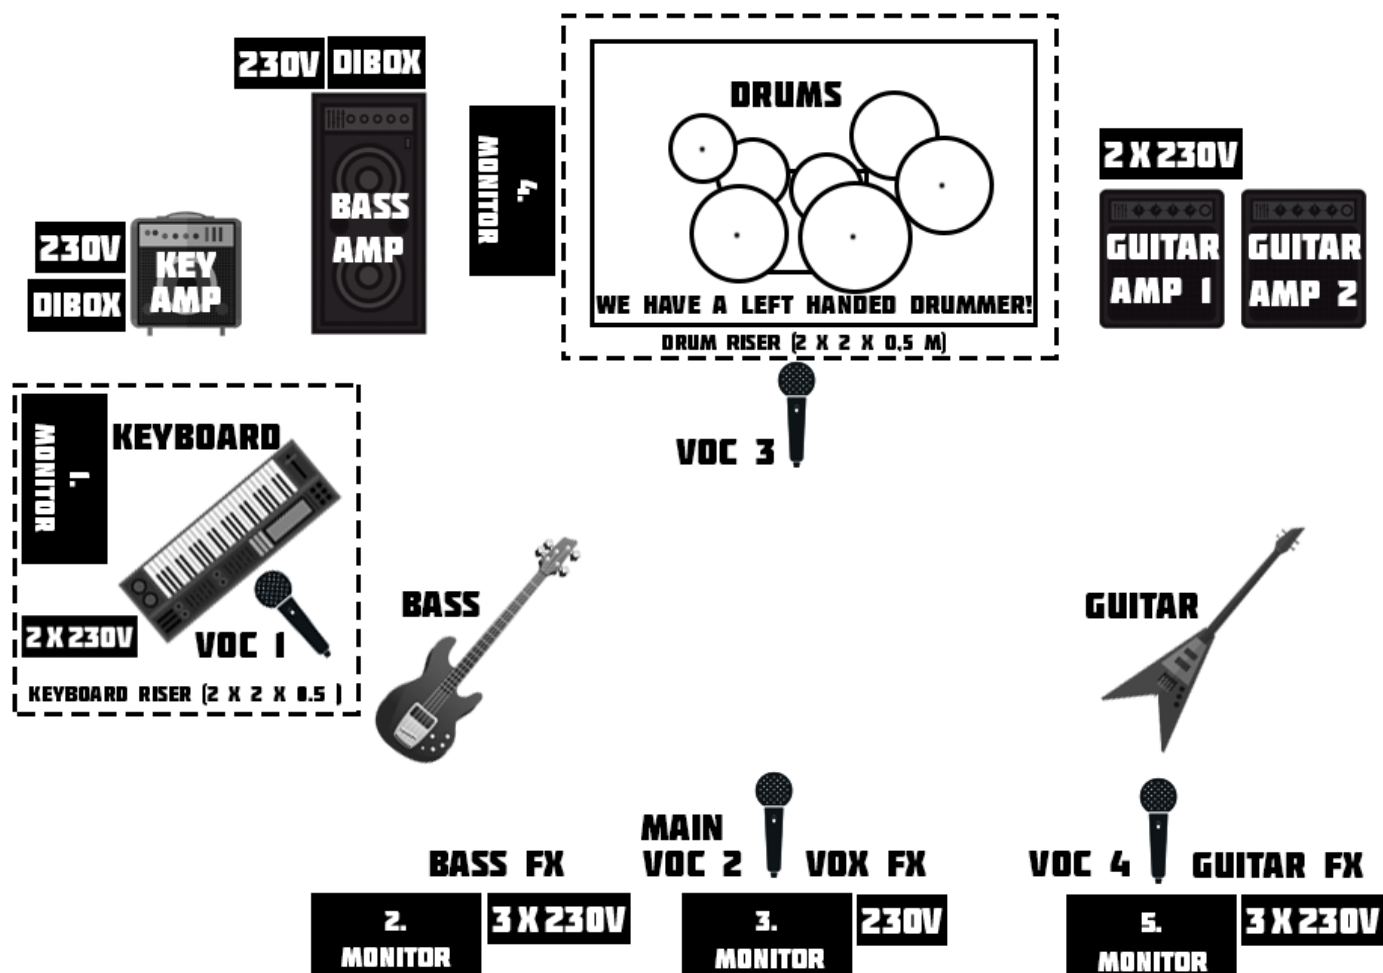 230V DIBOX
DRUMS
4.
MONITOR
2 X 230V
BASS
AMP
230V
DIBOX
KEY
AMP
GUITAR
AMP 1
GUITAR
AMP 2
WE HAVE A LEFT HANDED DRUMMER!
DRUM RISER (2 X 2 X 0,5 M)
1.
MONITOR
KEYBOARD
VOC 3
2 X 230V
VOC 1
KEYBOARD RISER (2 X 2 X 0.5 )
BASS
GUITAR
MAIN
VOC 2
VOX FX
BASS FX
VOC 4
GUITAR FX
2.
MONITOR
3 X 230V
3.
MONITOR
230V
5.
MONITOR
3 X 230V